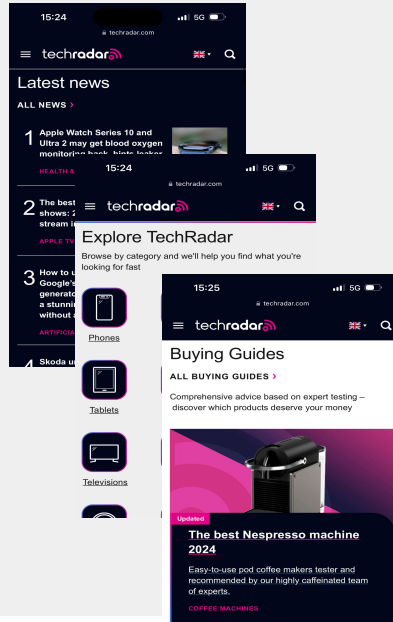 15:24
5G
techradar.com
techradar
Latest news
ALL NEWS >
1
Apple Watch Series 10 and
Ultra 2 may get blood oxygen
monitoring back, hints leaker
HEALTH &
2
The best
shows: 2
stream i
APPLE TV
3
How to u
Google's
generato
a stunnin
without a
ARTIFICIA
4
Skoda u
15:24
5G
techradar.com
techradar
Explore TechRadar
Browse by category and we'll help you find what you're
looking for fast
Phones
Tablets
Televisions
15:25
5G
techradar.com
techradar
Buying Guides
ALL BUYING GUIDES >
Comprehensive advice based on expert testing –
discover which products deserve your money
Updated
The best Nespresso machine
2024
Easy-to-use pod coffee makers tester and
recommended by our highly caffeinated team
of experts.
COFFEE MACHINES